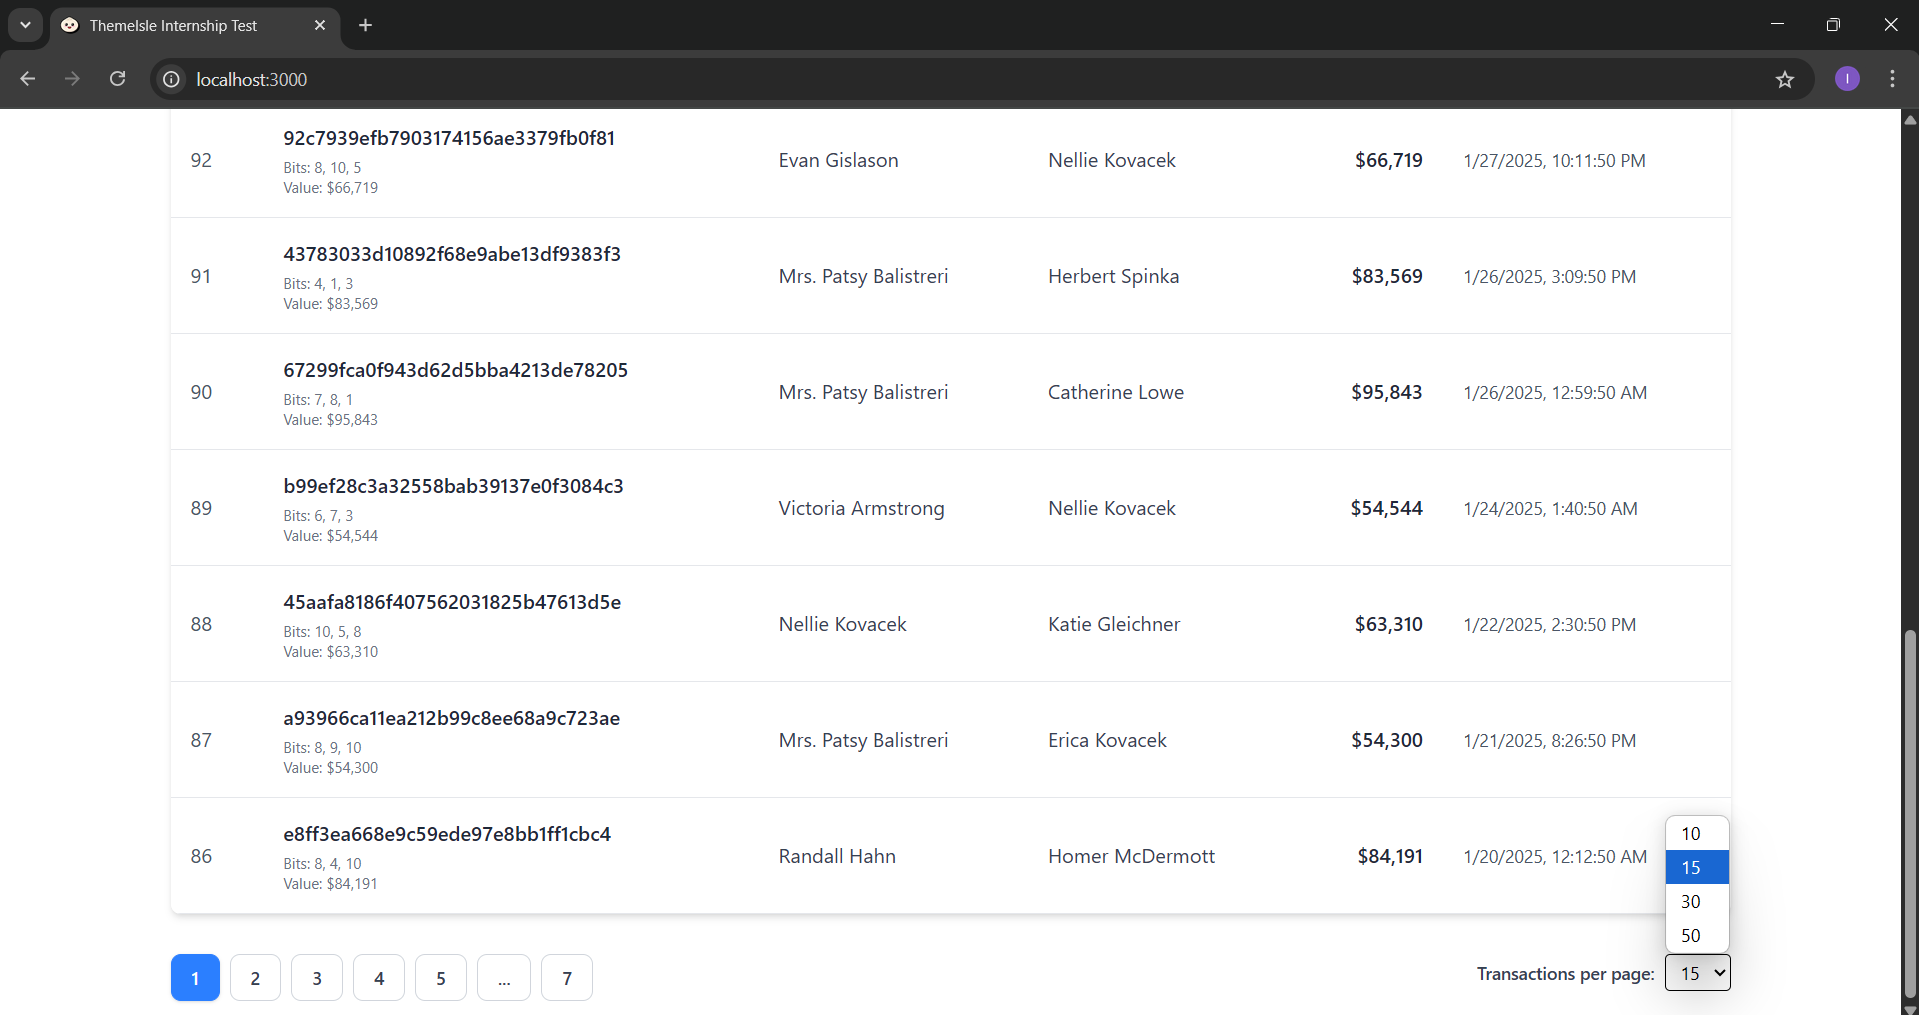 ThemeIsle Internship Test
localhost:3000
I
92
92c7939efb7903174156ae3379fb0f81
Bits: 8, 10, 5
Value: $66,719
Evan Gislason
Nellie Kovacek
$66,719
1/27/2025, 10:11:50 PM
91
43783033d10892f68e9abe13df9383f3
Bits: 4, 1, 3
Value: $83,569
Mrs. Patsy Balistreri
Herbert Spinka
$83,569
1/26/2025, 3:09:50 PM
90
67299fca0f943d62d5bba4213de78205
Bits: 7, 8, 1
Value: $95,843
Mrs. Patsy Balistreri
Catherine Lowe
$95,843
1/26/2025, 12:59:50 AM
89
b99ef28c3a32558bab39137e0f3084c3
Bits: 6, 7, 3
Value: $54,544
Victoria Armstrong
Nellie Kovacek
$54,544
1/24/2025, 1:40:50 AM
88
45aafa8186f407562031825b47613d5e
Bits: 10, 5, 8
Value: $63,310
Nellie Kovacek
Katie Gleichner
$63,310
1/22/2025, 2:30:50 PM
87
a93966ca11ea212b99c8ee68a9c723ae
Bits: 8, 9, 10
Value: $54,300
Mrs. Patsy Balistreri
Erica Kovacek
$54,300
1/21/2025, 8:26:50 PM
86
e8ff3ea668e9c59ede97e8bb1ff1cbc4
Bits: 8, 4, 10
Value: $84,191
Randall Hahn
Homer McDermott
$84,191
1/20/2025, 12:12:50 AM
10
15
30
50
1 2 3 4 5 ... 7
Transactions per page: 15